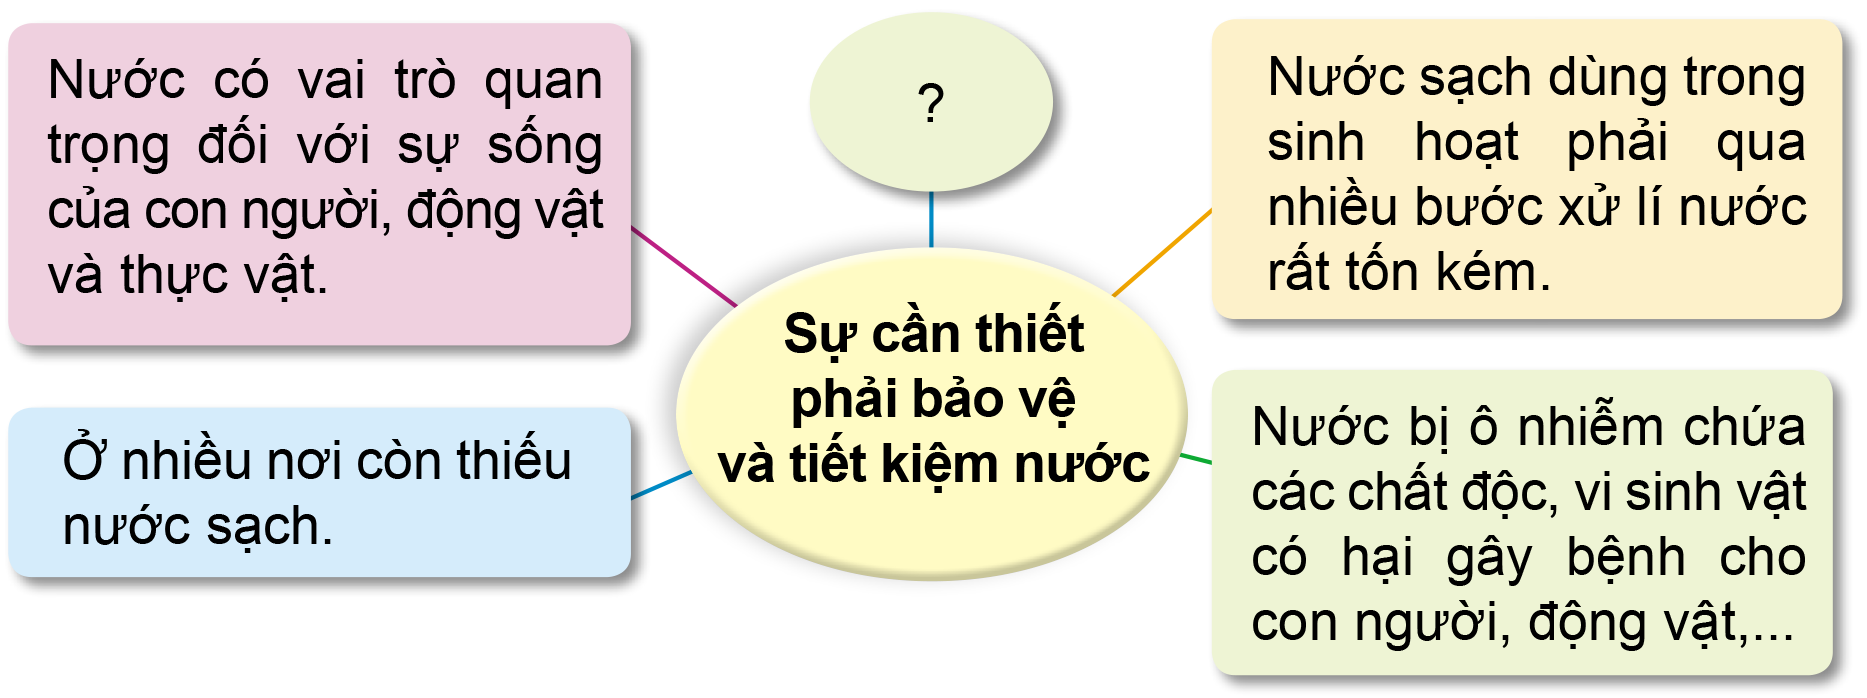 Nước có vai trò quan
trọng đối với sự sống
của con người, động vật
và thực vật.
?
Nước sạch dùng trong
sinh hoạt phải qua
nhiều bước xử lí nước
rất tốn kém.
Sự cần thiết
phải bảo vệ
và tiết kiệm nước
Ở nhiều nơi còn thiếu
nước sạch.
Nước bị ô nhiễm chứa
các chất độc, vi sinh vật
có hại gây bệnh cho
con người, động vật,...